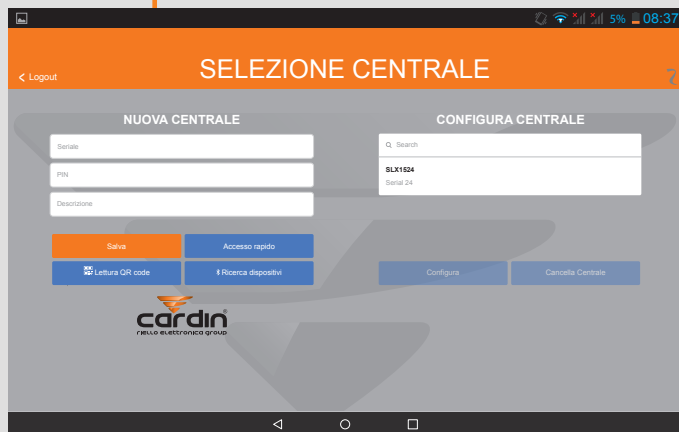 5% 08:37
Logout
SELEZIONE CENTRALE
NUOVA CENTRALE
Seriale
PIN
Descrizione
Salva
Accesso rapido
Lettura QR code
Ricerca dispositivi
cardin®
riello elettronica group
CONFIGURA CENTRALE
Search
SLX1524
Serial 24
Configura
Cancella Centrale